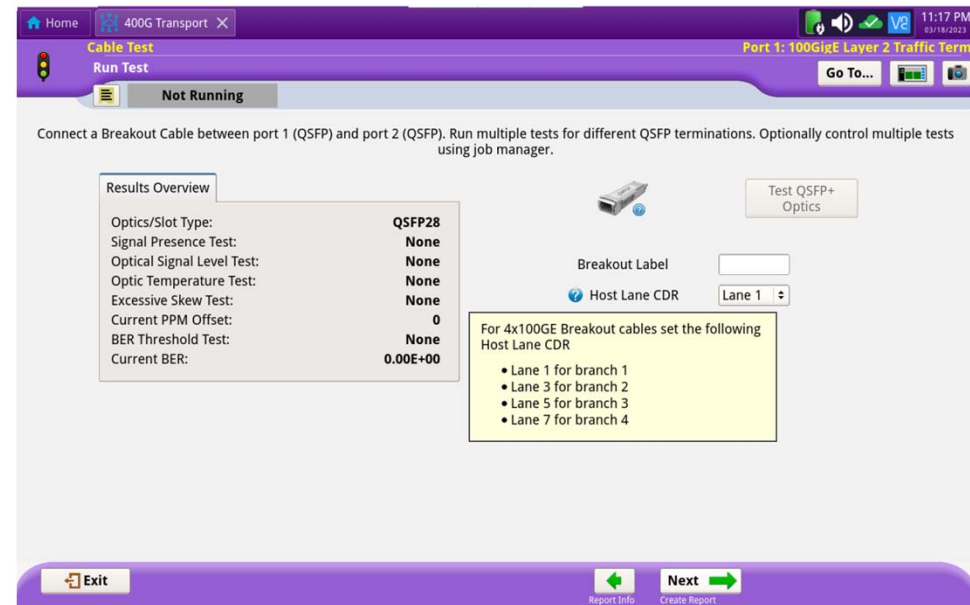 Home
400G Transport
11:17 PM
03/18/2023
Cable Test
Port 1: 100GigE Layer 2 Traffic Term
Run Test
Go To...
Not Running
Connect a Breakout Cable between port 1 (QSFP) and port 2 (QSFP). Run multiple tests for different QSFP terminations. Optionally control multiple tests
using job manager.
Results Overview
Optics/Slot Type: QSFP28
Signal Presence Test: None
Optical Signal Level Test: None
Optic Temperature Test: None
Excessive Skew Test: None
Current PPM Offset: 0
BER Threshold Test: None
Current BER: 0.00E+00
Test QSFP+
Optics
Breakout Label
Host Lane CDR Lane 1
For 4x100GE Breakout cables set the following
Host Lane CDR
• Lane 1 for branch 1
• Lane 3 for branch 2
• Lane 5 for branch 3
• Lane 7 for branch 4
Exit
Report Info
Next
Create Report